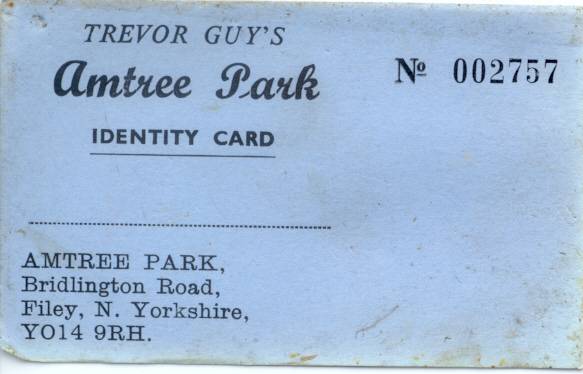 TREVOR GUY'S
Amtree Park
Nº 002757
IDENTITY CARD
AMTREE PARK,
Bridlington Road,
Filey, N. Yorkshire,
YO14 9RH.